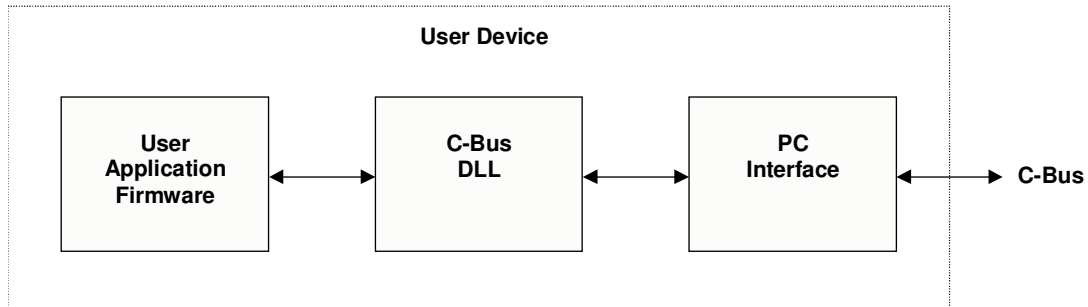 User Device
User
Application
Firmware
C-Bus
DLL
PC
Interface
C-Bus